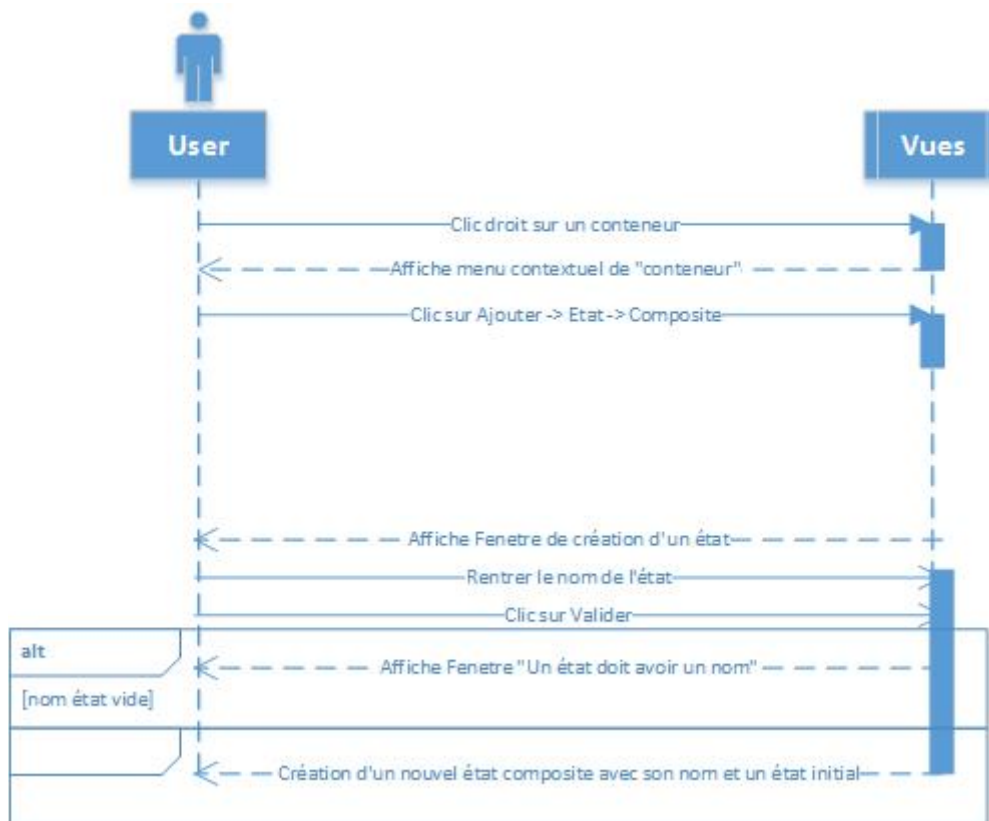 User
Vues
Clic droit sur un conteneur
Affiche menu contextuel de "conteneur"
Clic sur Ajouter -> Etat -> Composite
Affiche Fenetre de création d'un état
Rentrer le nom de l'état
Clic sur Valider
alt
Affiche Fenetre "Un état doit avoir un nom"
[nom état vide]
Création d'un nouvel état composite avec son nom et un état initial